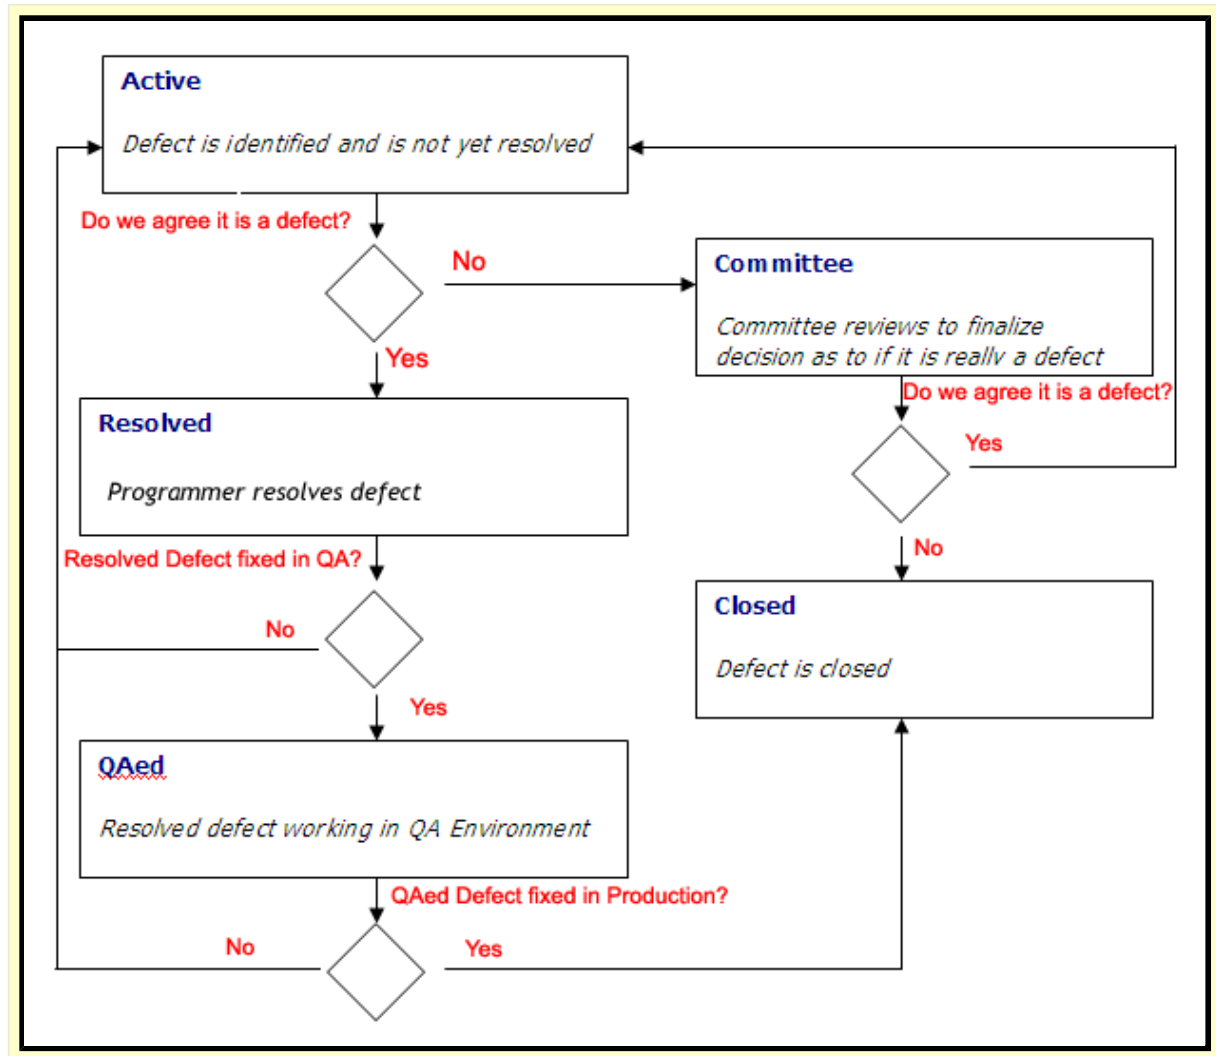 Active
Defect is identified and is not yet resolved
Do we agree it is a defect?
No
Committee
Committee reviews to finalize
decision as to if it is really a defect
Yes
Do we agree it is a defect?
Resolved
Yes
Programmer resolves defect
Resolved Defect fixed in QA?
No
Closed
No
Defect is closed
Yes
QAed
Resolved defect working in QA Environment
QAed Defect fixed in Production?
No
Yes